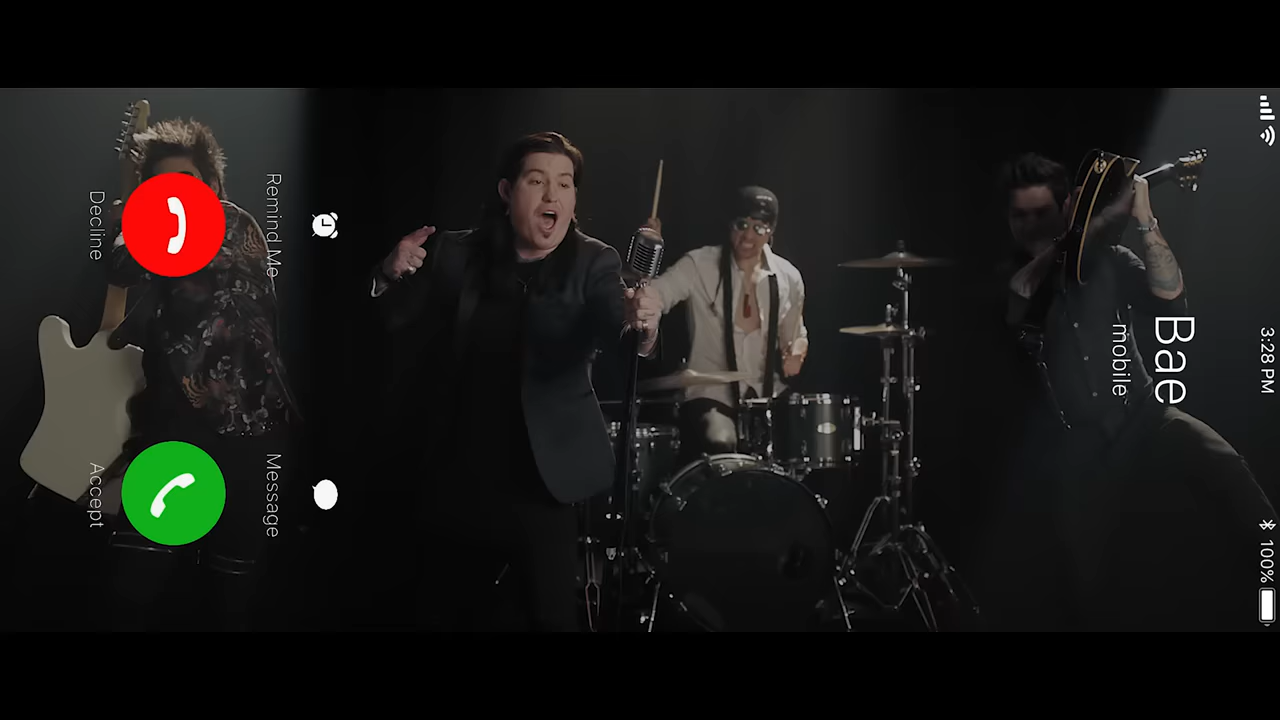 3:28 PM
100%
Bae
mobile
Remind Me
Message
Decline
Accept